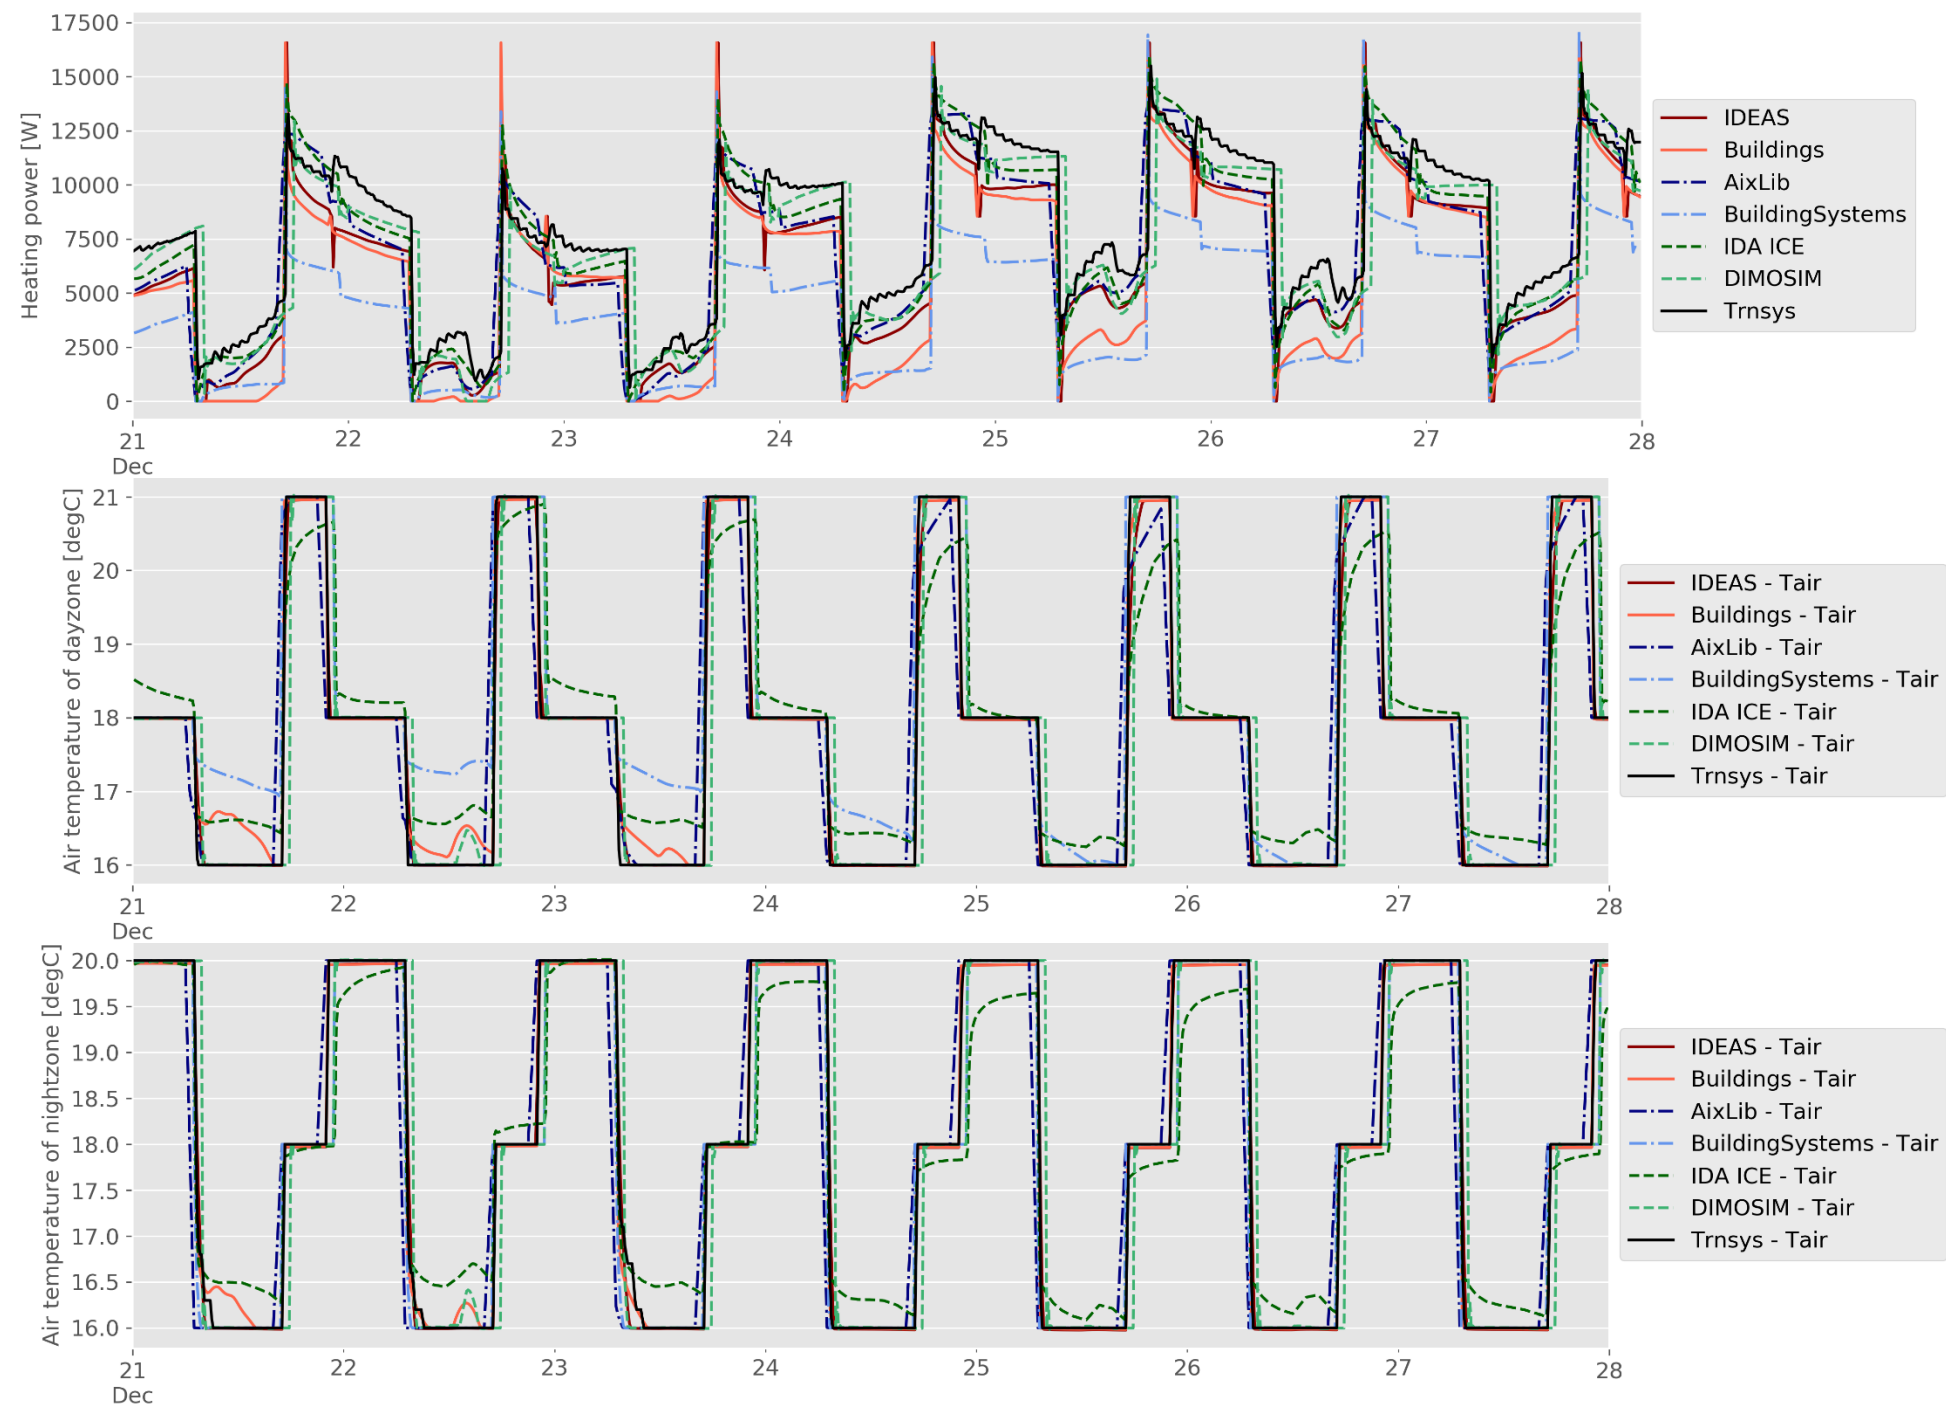 Heating power [W]
17500
15000
12500
10000
7500
5000
2500
0
21
22
23
24
25
26
27
28
Dec
IDEAS
Buildings
AixLib
BuildingSystems
IDA ICE
DIMOSIM
Trnsys
Air temperature of dayzone [degC]
21
20
19
18
17
16
21
22
23
24
25
26
27
28
Dec
IDEAS - Tair
Buildings - Tair
AixLib - Tair
BuildingSystems - Tair
IDA ICE - Tair
DIMOSIM - Tair
Trnsys - Tair
Air temperature of nightzone [degC]
20.0
19.5
19.0
18.5
18.0
17.5
17.0
16.5
16.0
21
22
23
24
25
26
27
28
Dec
IDEAS - Tair
Buildings - Tair
AixLib - Tair
BuildingSystems - Tair
IDA ICE - Tair
DIMOSIM - Tair
Trnsys - Tair